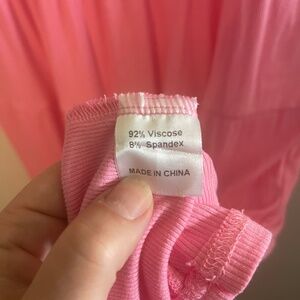 92% Viscose
8% Spandex
MADE IN CHINA